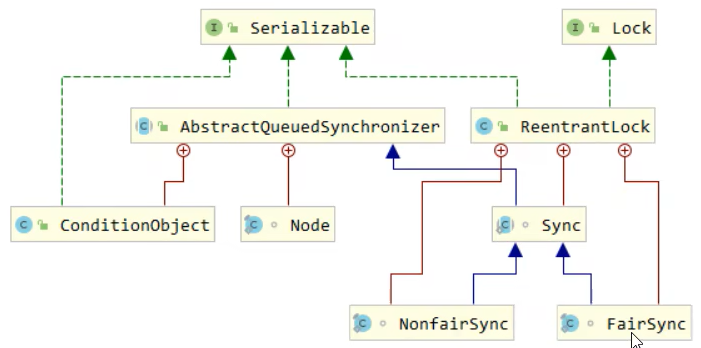 Serializable
Lock
AbstractQueuedSynchronizer
ReentrantLock
ConditionObject
Node
Sync
NonfairSync
FairSync